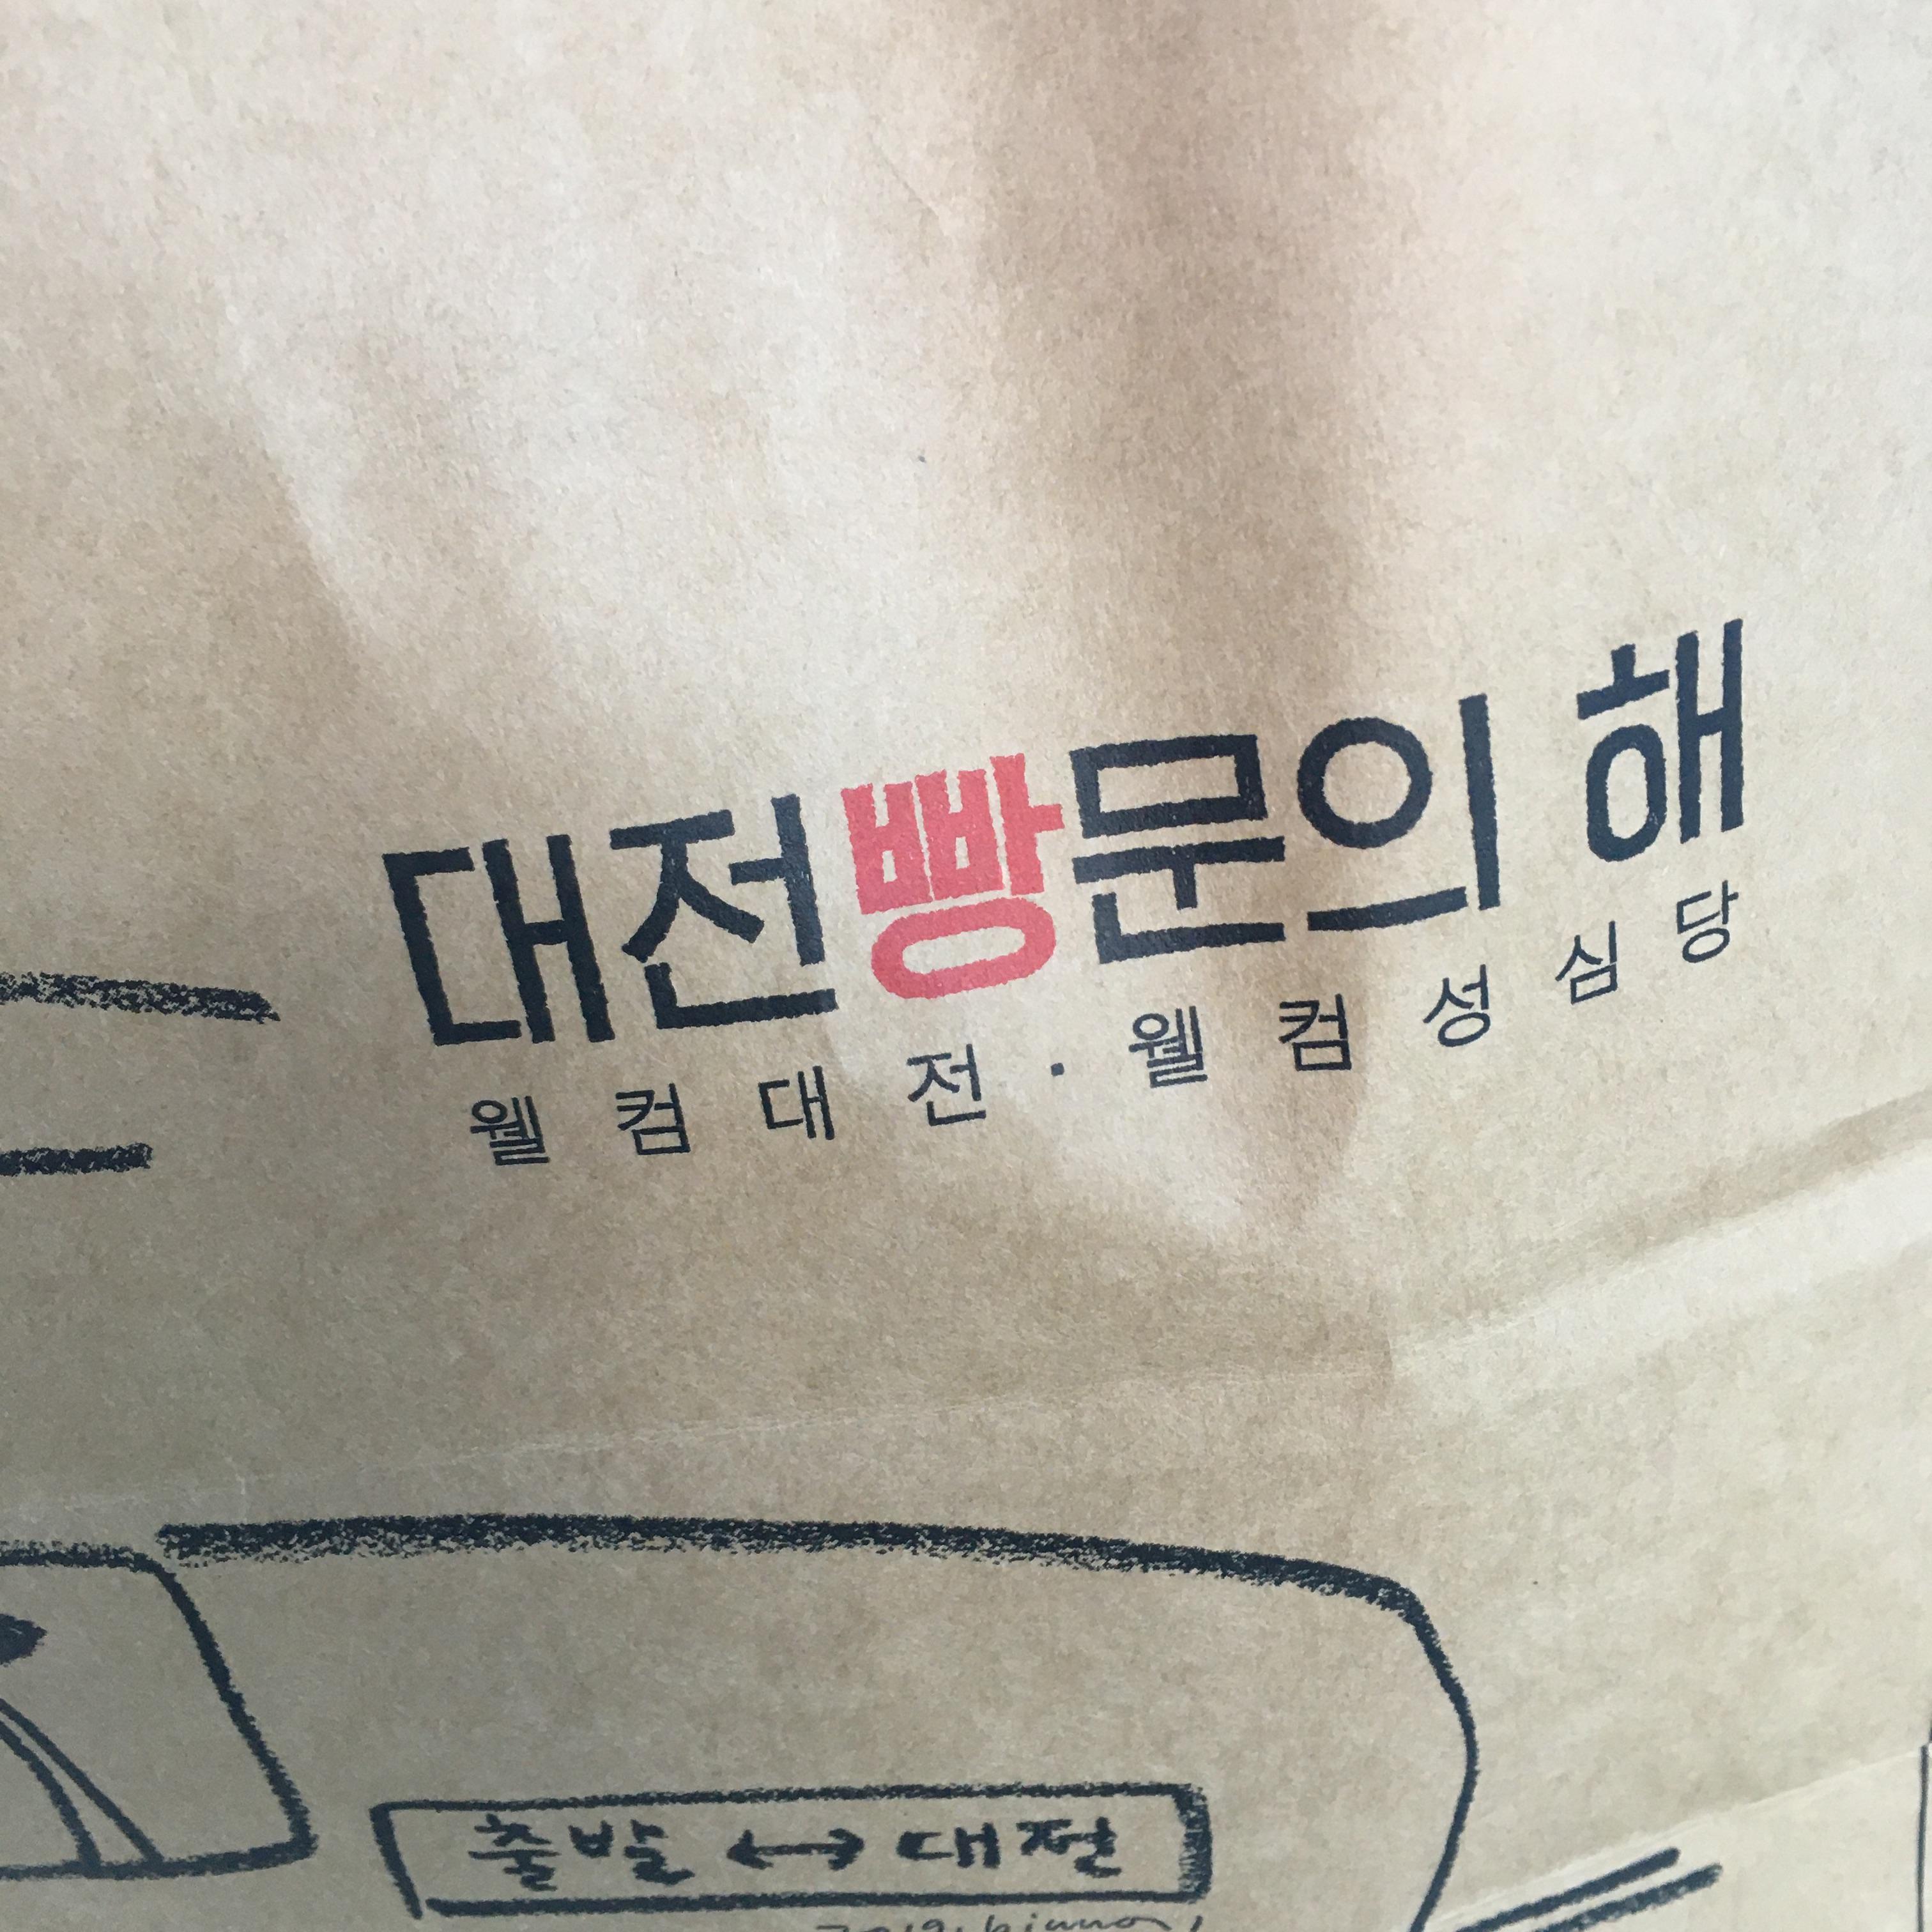 대전빵문의 해
웰컴대전·웰컴성심당
출발 ↔ 대전